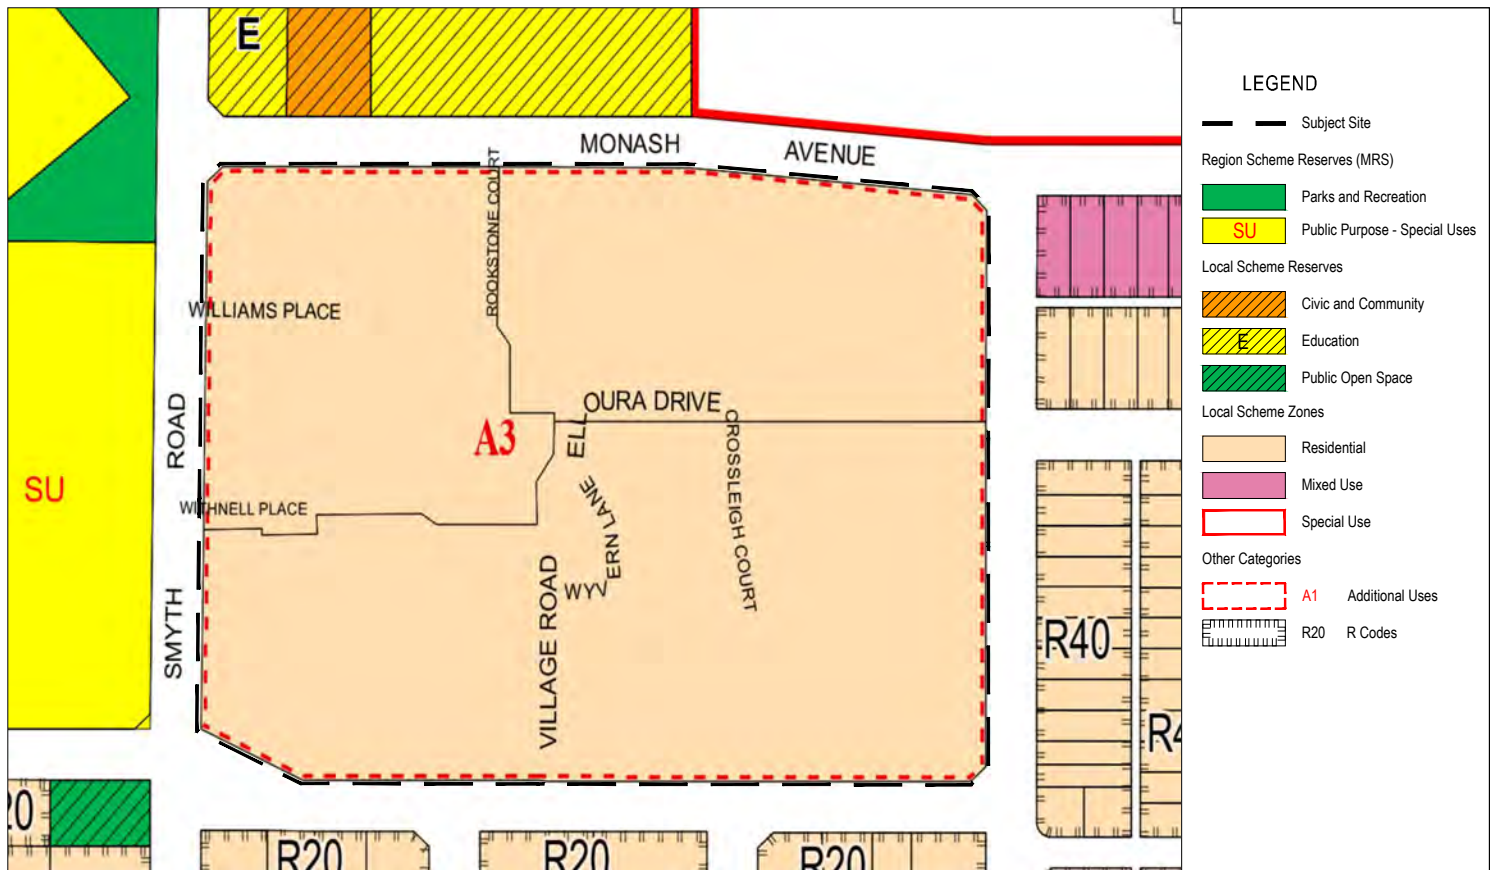 E
MONASH
AVENUE
ROOKSTONE COURT
WILLIAMS PLACE
ROAD
OURA DRIVE
ELL
A3
CROSSLEIGH COURT
SU
WITHNELL PLACE
ERN LANE
WYV
VILLAGE ROAD
SMYTH
R40
R4
20
R20
R20
R20
LEGEND
Subject Site
Region Scheme Reserves (MRS)
Parks and Recreation
SU Public Purpose - Special Uses
Local Scheme Reserves
Civic and Community
E Education
Public Open Space
Local Scheme Zones
Residential
Mixed Use
Special Use
Other Categories
A1 Additional Uses
R20 R Codes